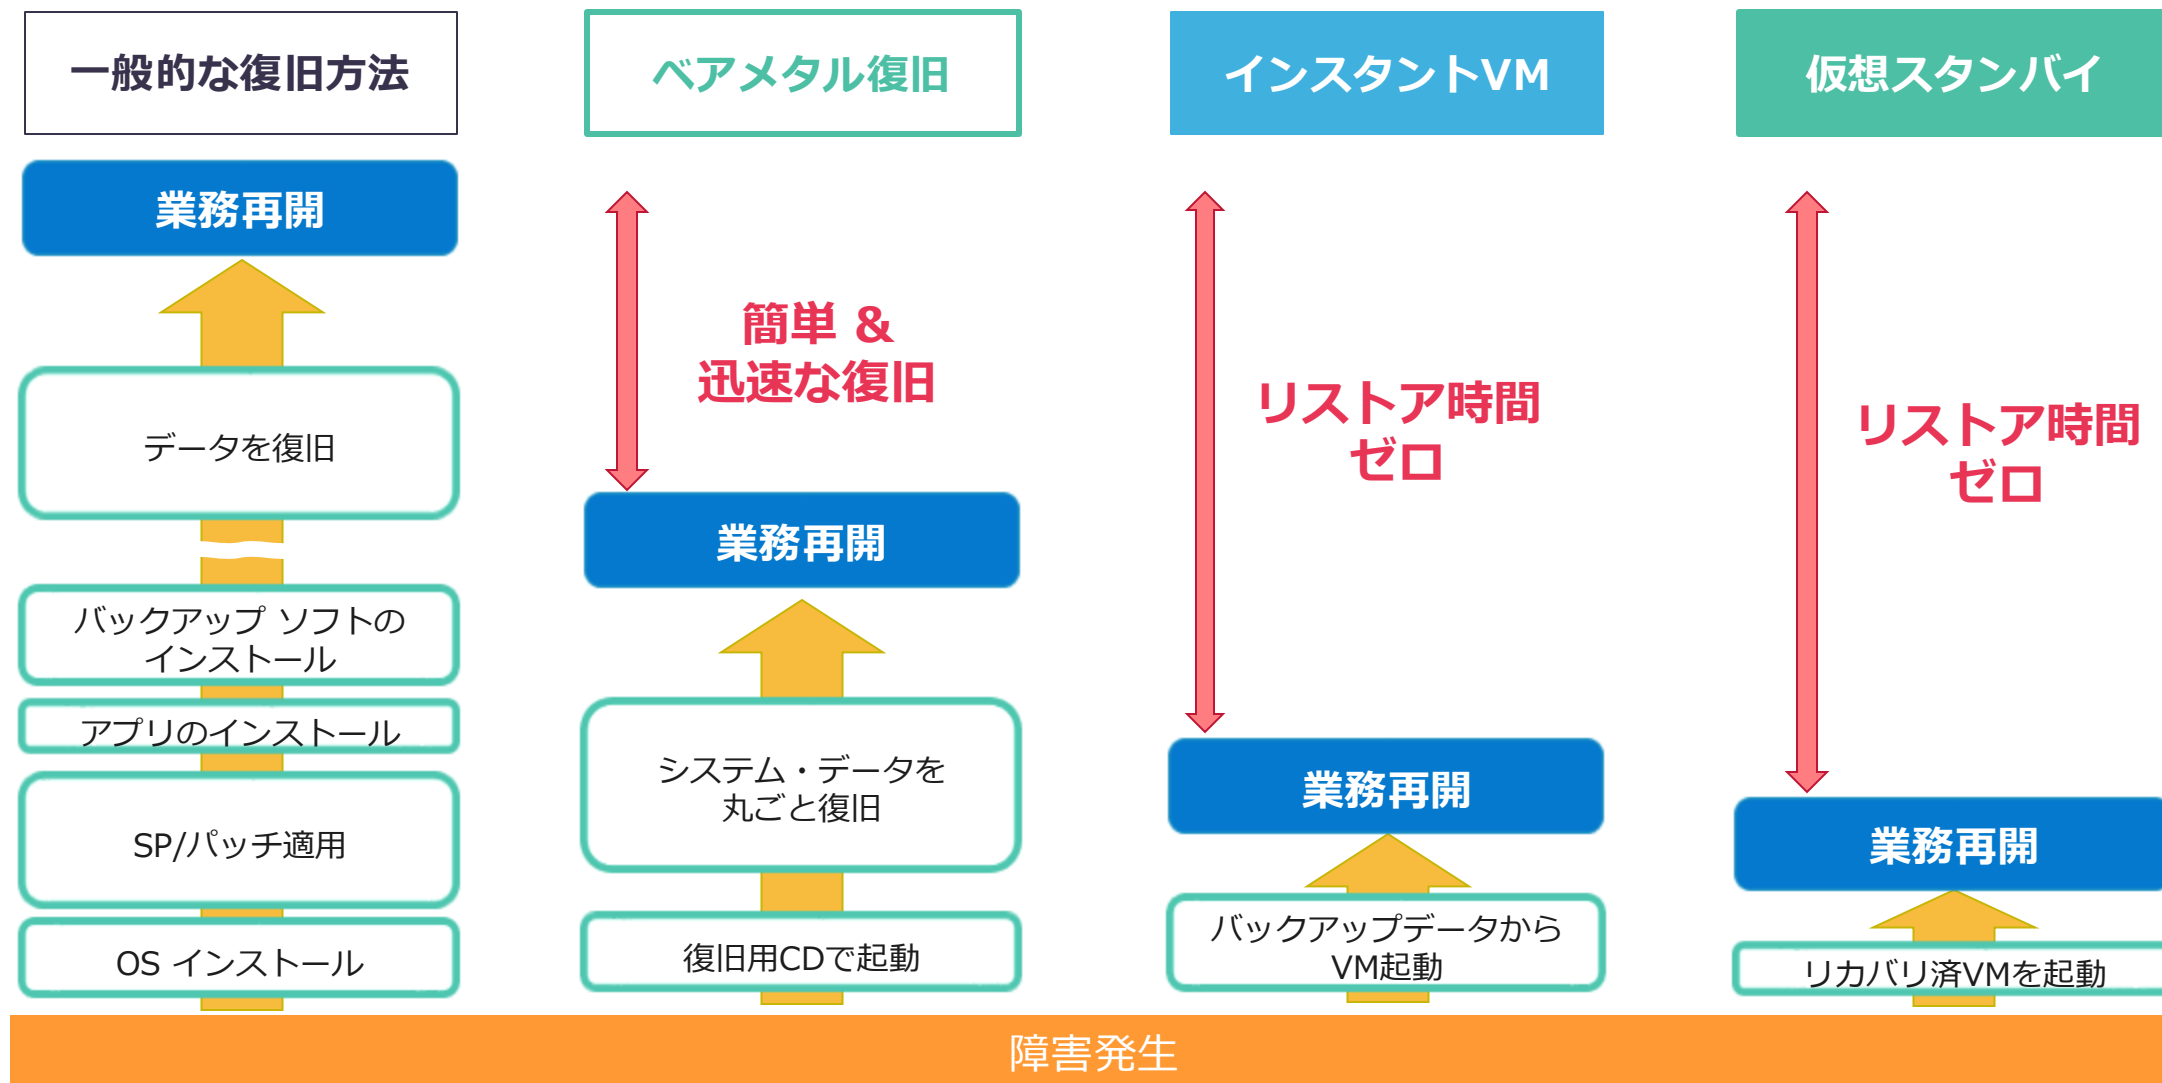 一般的な復旧方法
業務再開
データを復旧
バックアップ ソフトの
インストール
アプリのインストール
SP/パッチ適用
OS インストール
ベアメタル復旧
簡単 &
迅速な復旧
業務再開
システム・データを
丸ごと復旧
復旧用CDで起動
インスタントVM
リストア時間
ゼロ
業務再開
バックアップデータから
VM起動
仮想スタンバイ
リストア時間
ゼロ
業務再開
リカバリ済VMを起動
障害発生